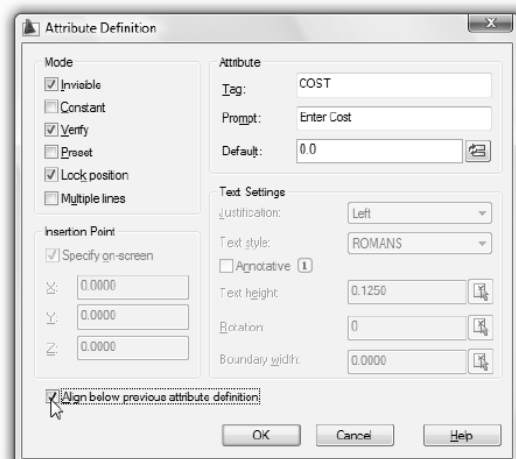 Attribute Definition
Mode
Invisible
Constant
Verify
Preset
Lock position
Multiple lines
Attribute
Tag: COST
Prompt: Enter Cost
Default: 0.0
Insertion Point
Specify on-screen
X: 0.0000
Y: 0.0000
Z: 0.0000
Text Settings
Justification: Left
Text style: ROMANS
Annotative
Text height: 0.1250
Rotation: 0
Boundary width: 0.0000
Align below previous attribute definition
OK Cancel Help